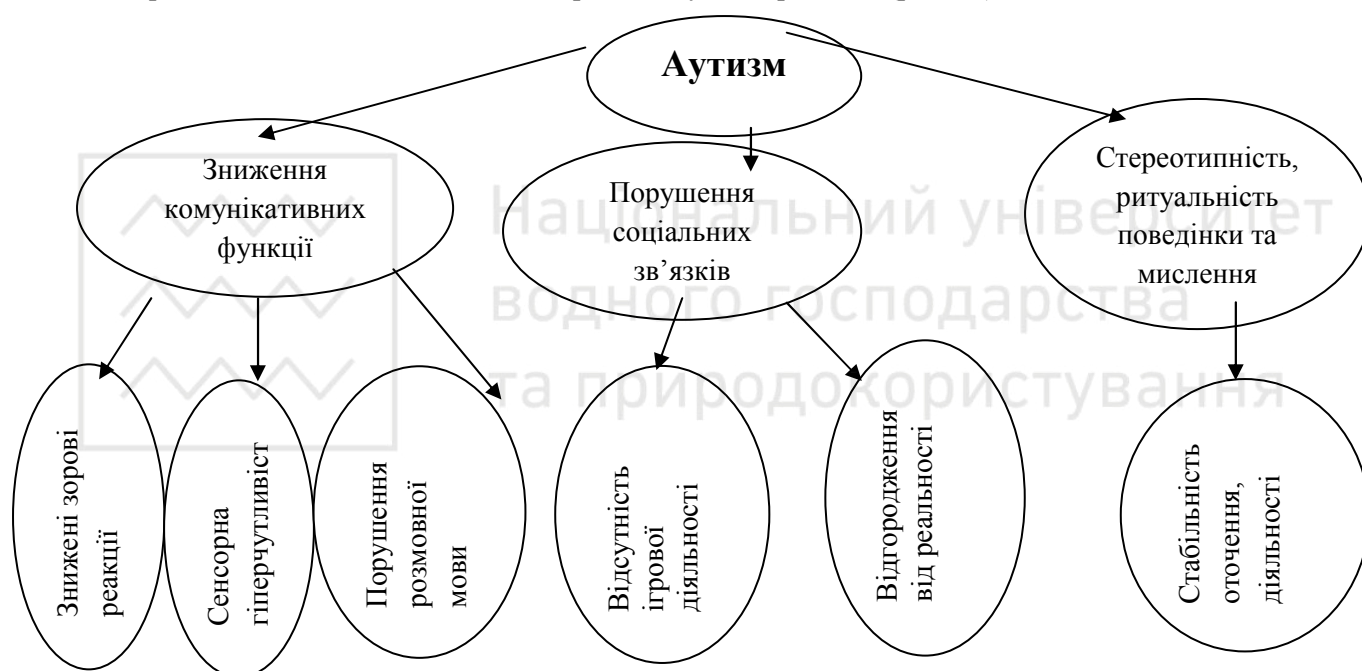 Аутизм
Зниження
комунікативних
функції
Порушення
соціальних
зв’язків
Стереотипність,
ритуальність
поведінки та
мислення
Національний університет
водного господарства
та природокористування
Знижені зорові
реакції
Сенсорна
гіперчутливіст
Порушення
розмовної
мови
Відсутність
ігрової
діяльності
Відгородження
від реальності
Стабільність
оточення,
діяльності